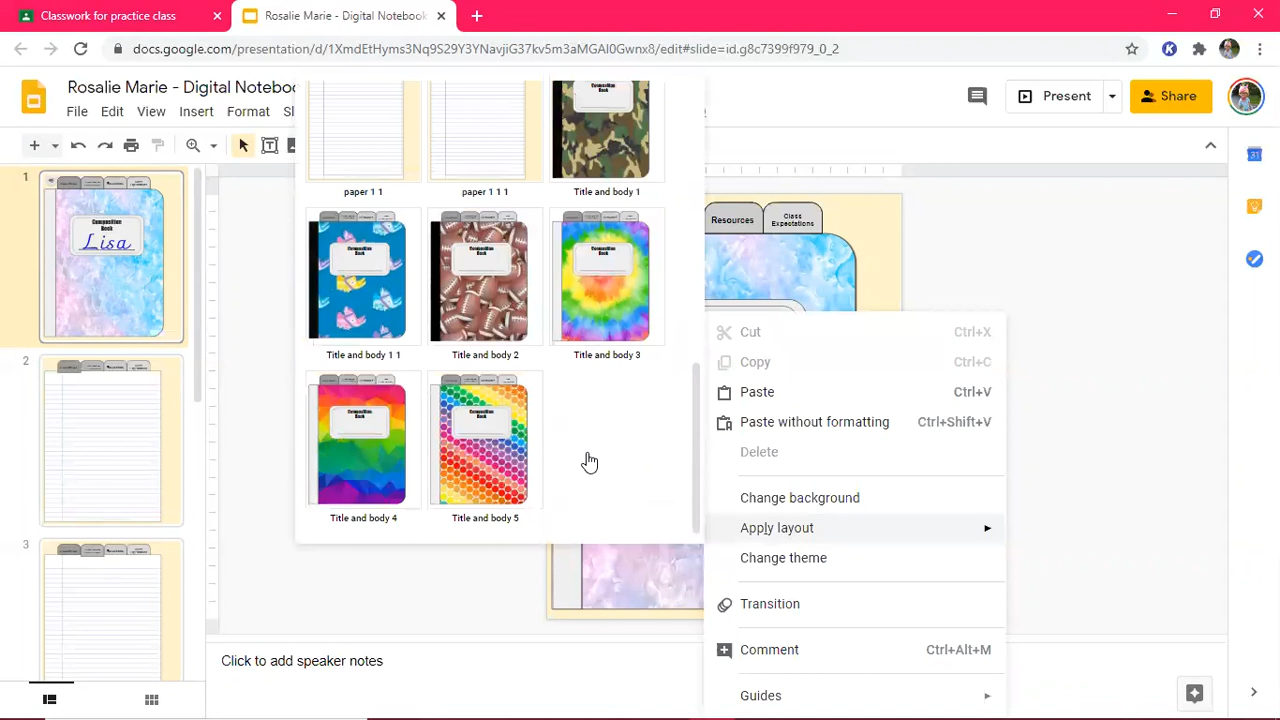 Classwork for practice class
Rosalie Marie - Digital Notebook
docs.google.com/presentation/d/1XmdEtHyms3Nq9S29Y3YNavjiG37kv5m3aMGAl0Gwnx8/edit#slide=id.g8c7399f979_0_2
Rosalie Marie - Digital Noteboo
File Edit View Insert Format Sl
Present
Share
paper 1 1
paper 1 1 1
Title and body 1
Composition
Book
Title and body 1 1
Title and body 2
Title and body 3
Title and body 4
Title and body 5
1
Composition
Book
Lisa
2
3
Resources
Class
Expectations
Cut Ctrl+X
Copy Ctrl+C
Paste Ctrl+V
Paste without formatting Ctrl+Shift+V
Delete
Change background
Apply layout
Change theme
Transition
Comment Ctrl+Alt+M
Guides
Click to add speaker notes
31